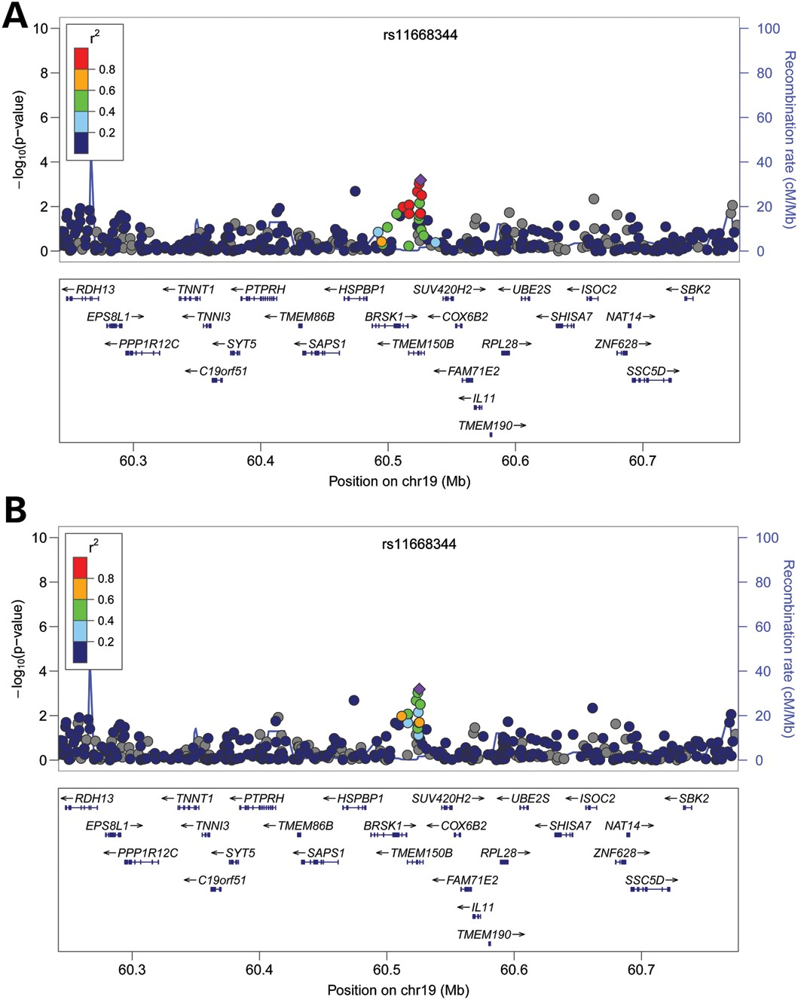 A
rs11668344
r2
0.8
0.6
0.4
0.2
10
8
6
4
2
0
−log10(p−value)
100
80
60
40
20
0
Recombination rate (cM/Mb)
←RDH13 ←TNNT1 ←PTPRH ←HSPBP1 SUV420H2→ ←UBE2S ←ISOC2 ←SBK2
EPS8L1→ ←TNNI3 ←TMEM86B BRSK1→ ←COX6B2 ←SHISA7 NAT14→
←PPP1R12C ←SYT5 ←SAPS1 ←TMEM150B RPL28→ ZNF628→
←C19orf51 ←FAM71E2 SSC5D→
←IL11
TMEM190→
60.3 60.4 60.5 60.6 60.7
Position on chr19 (Mb)
B
rs11668344
r2
0.8
0.6
0.4
0.2
10
8
6
4
2
0
−log10(p−value)
100
80
60
40
20
0
Recombination rate (cM/Mb)
←RDH13 ←TNNT1 ←PTPRH ←HSPBP1 SUV420H2→ ←UBE2S ←ISOC2 ←SBK2
EPS8L1→ ←TNNI3 ←TMEM86B BRSK1→ ←COX6B2 ←SHISA7 NAT14→
←PPP1R12C ←SYT5 ←SAPS1 ←TMEM150B RPL28→ ZNF628→
←C19orf51 ←FAM71E2 SSC5D→
←IL11
TMEM190→
60.3 60.4 60.5 60.6 60.7
Position on chr19 (Mb)